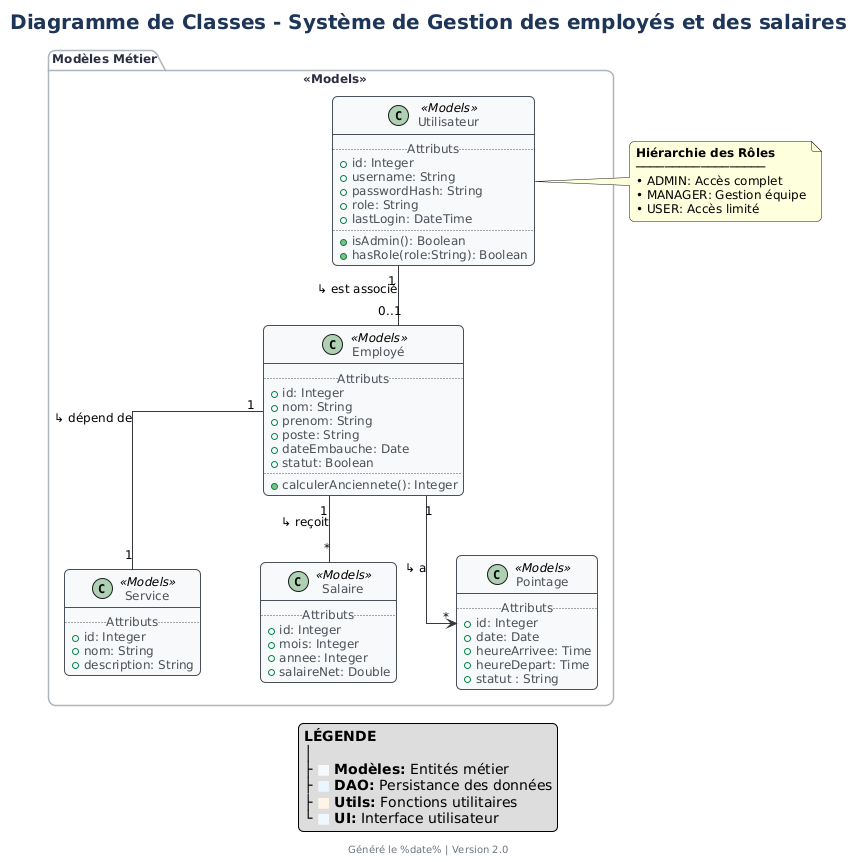 Diagramme de Classes - Système de Gestion des employés et des salaires
Modèles Métier
«Models»
«Models»
C
Utilisateur
Attributs
id: Integer
username: String
passwordHash: String
role: String
lastLogin: DateTime
isAdmin(): Boolean
hasRole(role:String): Boolean
Hiérarchie des Rôles
• ADMIN: Accès complet
• MANAGER: Gestion équipe
• USER: Accès limité
1
↳ est associé
0..1
«Models»
C
Employé
Attributs
id: Integer
nom: String
prenom: String
poste: String
dateEmbauche: Date
statut: Boolean
calculerAnciennete(): Integer
1
↳ dépend de
1
1
↳ reçoit
*
1
↳ a
*
«Models»
C
Service
Attributs
id: Integer
nom: String
description: String
«Models»
C
Salaire
Attributs
id: Integer
mois: Integer
annee: Integer
salaireNet: Double
«Models»
C
Pointage
Attributs
id: Integer
date: Date
heureArrivee: Time
heureDepart: Time
statut : String
LÉGENDE
Modèles: Entités métier
DAO: Persistance des données
Utils: Fonctions utilitaires
UI: Interface utilisateur
Généré le %date% | Version 2.0